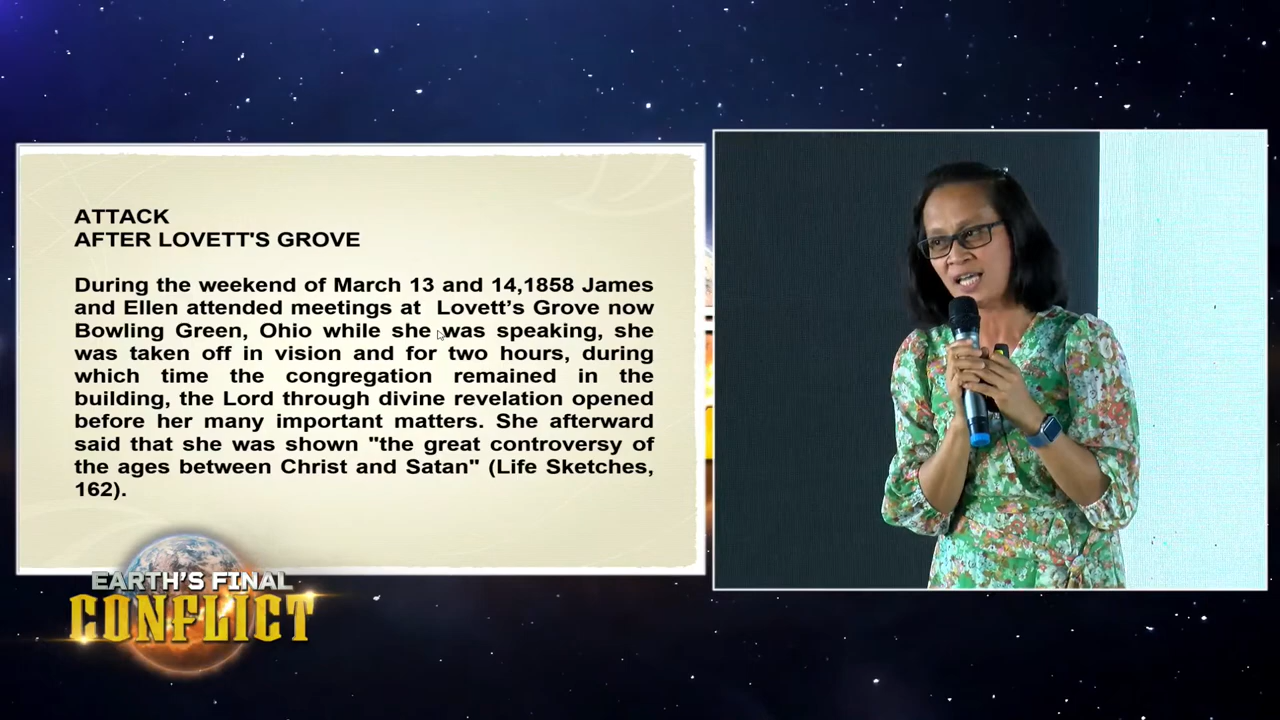 ATTACK
AFTER LOVETT'S GROVE
During the weekend of March 13 and 14,1858 James
and Ellen attended meetings at Lovett’s Grove now
Bowling Green, Ohio while she was speaking, she
was taken off in vision and for two hours, during
which time the congregation remained in the
building, the Lord through divine revelation opened
before her many important matters. She afterward
said that she was shown "the great controversy of
the ages between Christ and Satan" (Life Sketches,
162).
EARTH'S FINAL
CONFLICT